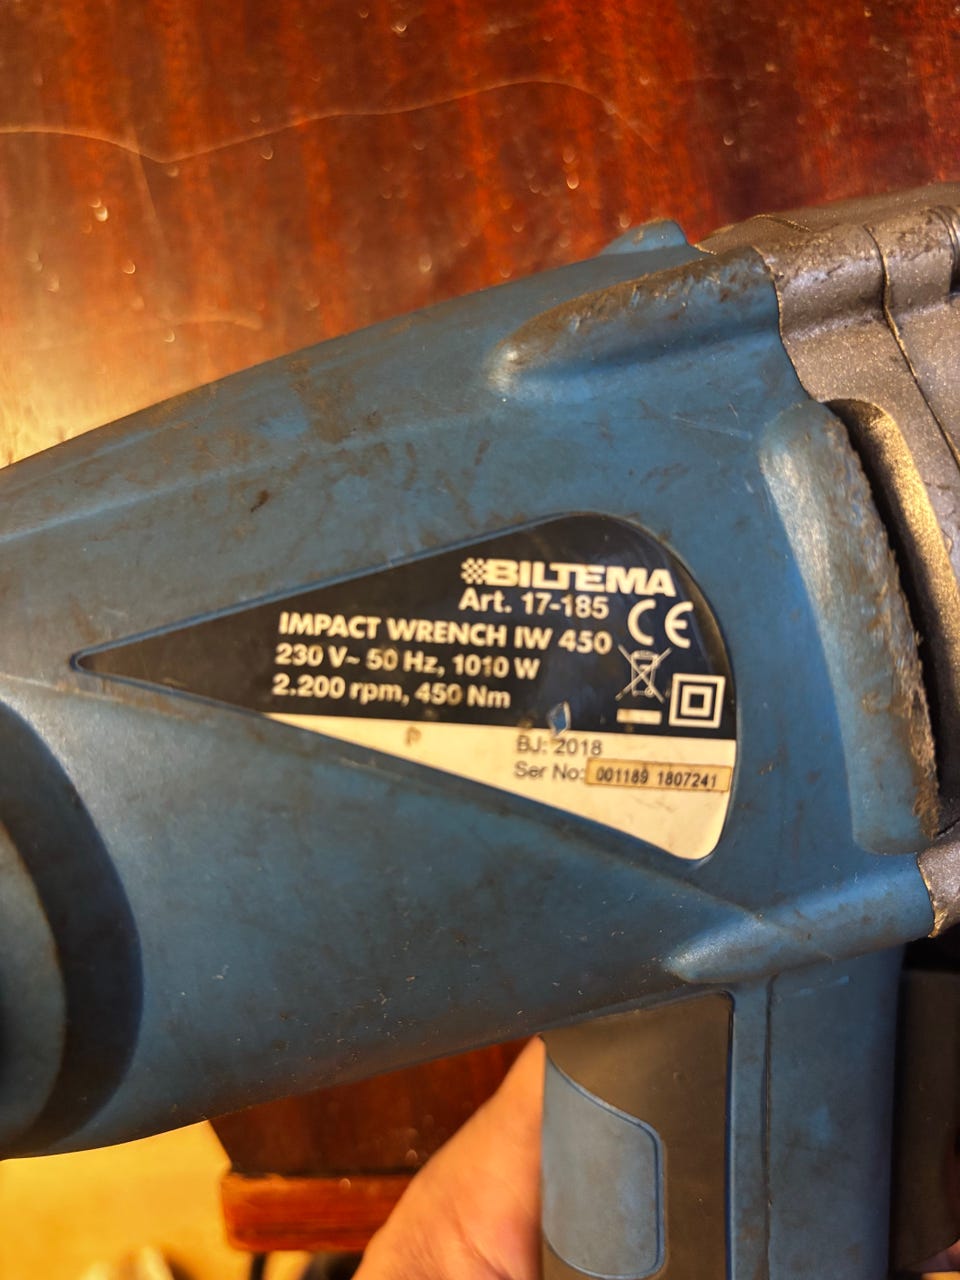 BILTEMA
Art. 17-185
IMPACT WRENCH IW 450
230 V~ 50 Hz, 1010 W
2.200 rpm, 450 Nm
CE
BJ: 2018
Ser No: 001189 1807241